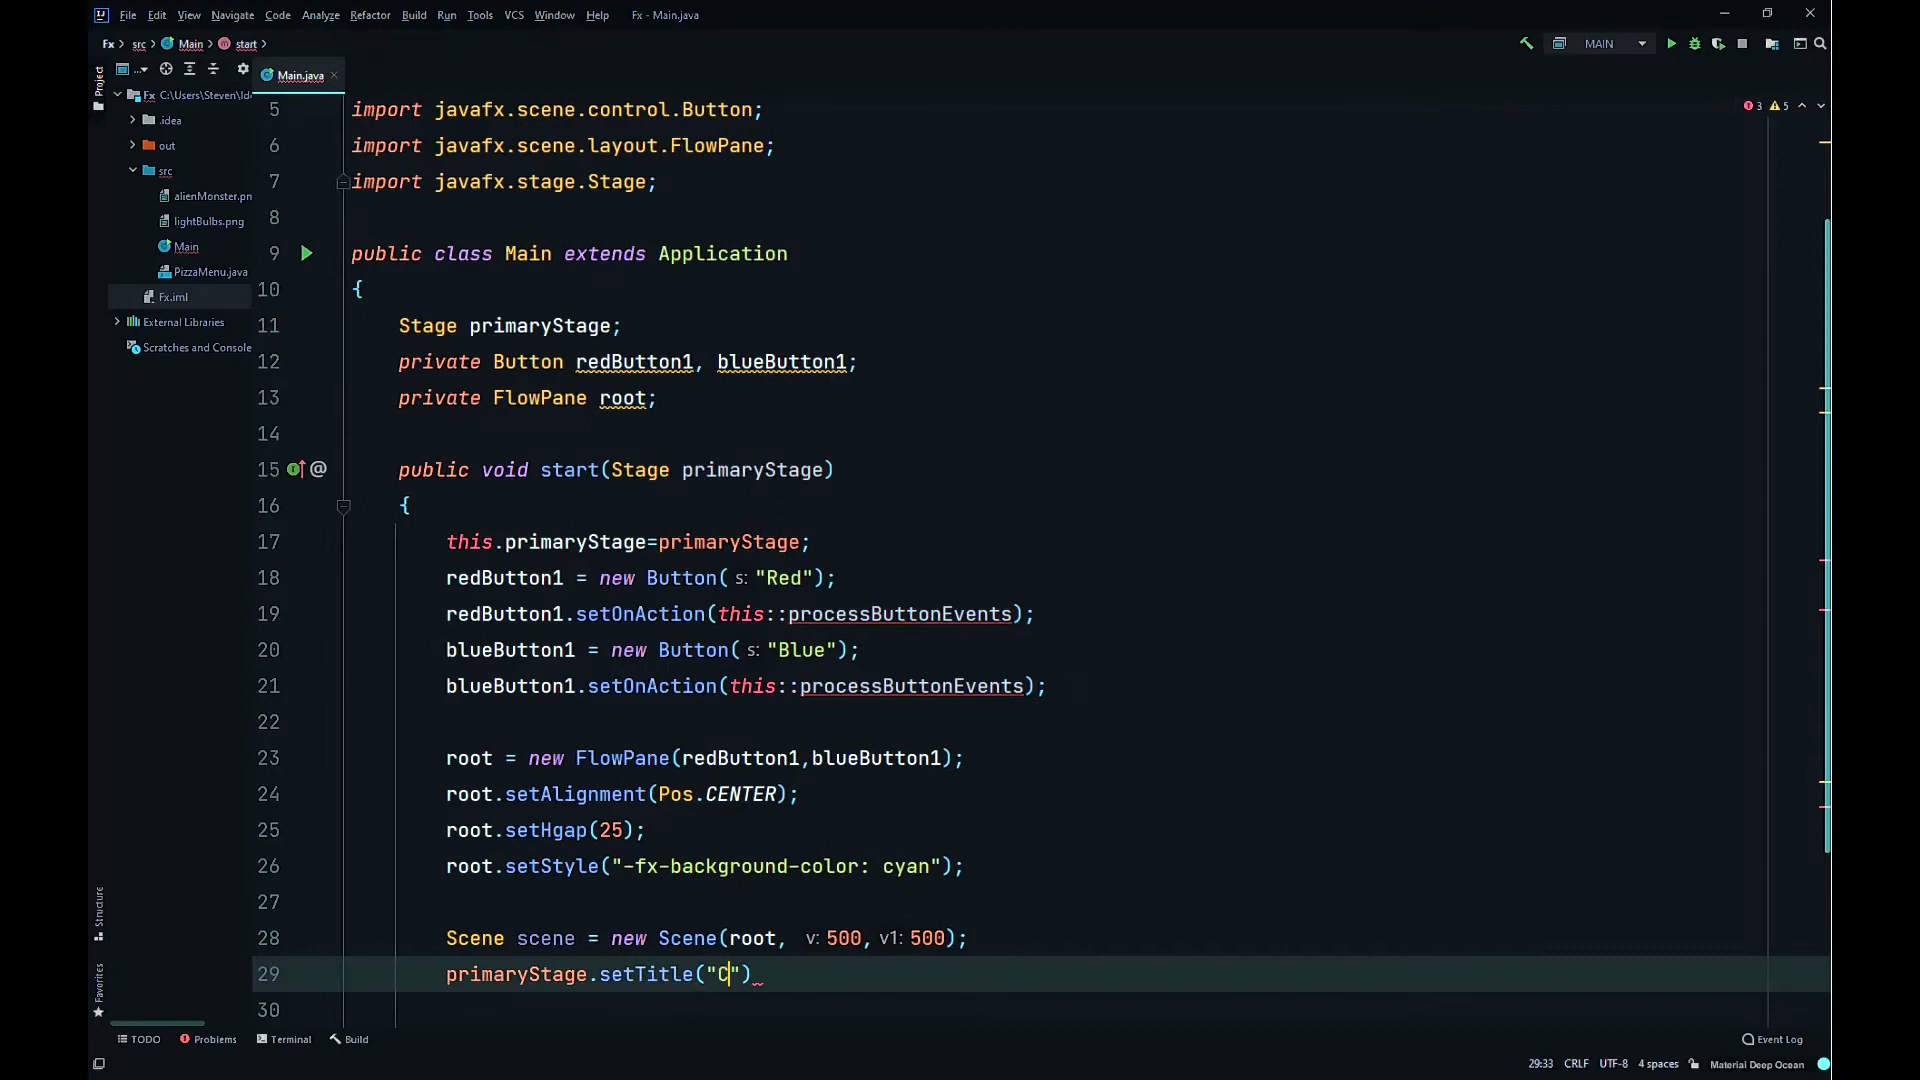 File Edit View Navigate Code Analyze Refactor Build Run Tools VCS Window Help Fx - Main.java
Fx src Main start MAIN
Project ... Main.java
Fx C:\Users\Steven\Id
.idea
out
src
alienMonster.pn
lightBulbs.png
Main
PizzaMenu.java
Fx.iml
External Libraries
Scratches and Console
3 5
5 import javafx.scene.control.Button;
6 import javafx.scene.layout.FlowPane;
7 import javafx.stage.Stage;
8
9 public class Main extends Application
10 {
11 Stage primaryStage;
12 private Button redButton1, blueButton1;
13 private FlowPane root;
14
15 @ public void start(Stage primaryStage)
16 {
17 this.primaryStage=primaryStage;
18 redButton1 = new Button( s: "Red");
19 redButton1.setOnAction(this::processButtonEvents);
20 blueButton1 = new Button( s: "Blue");
21 blueButton1.setOnAction(this::processButtonEvents);
22
23 root = new FlowPane(redButton1,blueButton1);
24 root.setAlignment(Pos.CENTER);
25 root.setHgap(25);
26 root.setStyle("-fx-background-color: cyan");
27
28 Scene scene = new Scene(root, v: 500, v1: 500);
29 primaryStage.setTitle("C")
30
Structure
Favorites
TODO Problems Terminal Build Event Log
29:33 CRLF UTF-8 4 spaces Material Deep Ocean